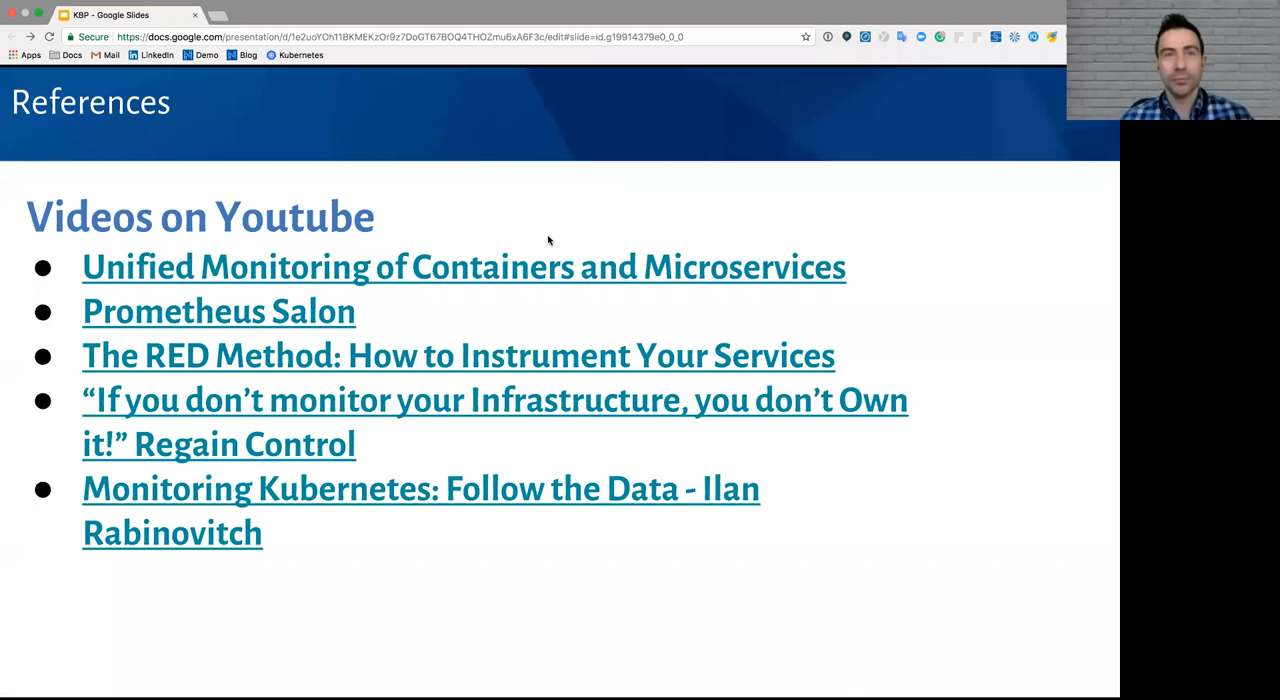 KBP - Google Slides
Secure https://docs.google.com/presentation/d/1e2uoYOh11BKMEKzOr9z7DoGT67BOQ4THOZmu6xA6F3c/edit#slide=id.g19914379e0_0_0
Apps Docs Mail LinkedIn Demo Blog Kubernetes
References
Videos on Youtube
● Unified Monitoring of Containers and Microservices
● Prometheus Salon
● The RED Method: How to Instrument Your Services
● “If you don’t monitor your Infrastructure, you don’t Own
it!” Regain Control
● Monitoring Kubernetes: Follow the Data - Ilan
Rabinovitch